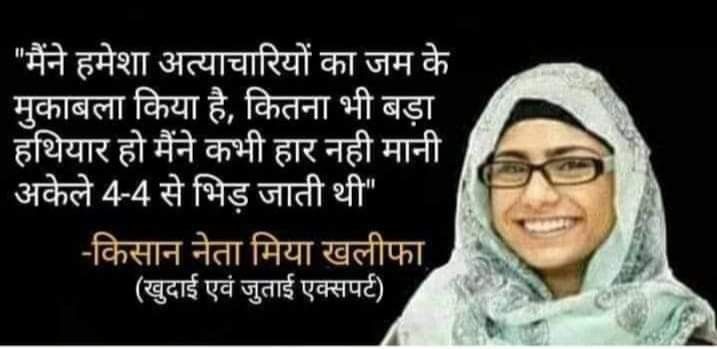 "मैंने हमेशा अत्याचारियों का जम के
मुकाबला किया है, कितना भी बड़ा
हथियार हो मैंने कभी हार नही मानी
अकेले 4-4 से भिड़ जाती थी"
-किसान नेता मिया खलीफा
(खुदाई एवं जुताई एक्सपर्ट)